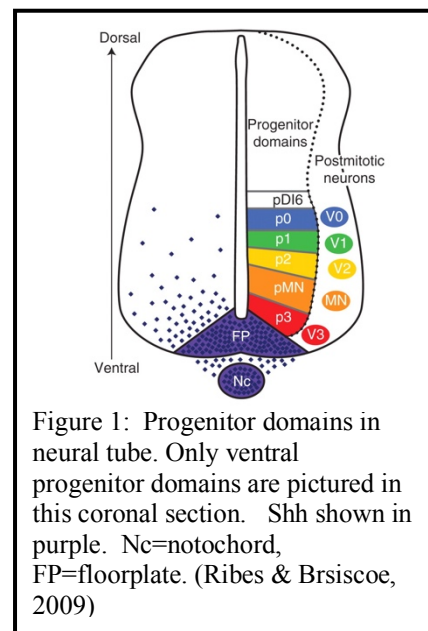 Dorsal
Progenitor
domains
Postmitotic
neurons
pDI6
p0
V0
p1
V1
p2
V2
pMN
MN
p3
V3
FP
Ventral
Nc
Figure 1:  Progenitor domains in
neural tube. Only ventral
progenitor domains are pictured in
this coronal section.   Shh shown in
purple.  Nc=notochord,
FP=floorplate. (Ribes & Brsiscoe,
2009)